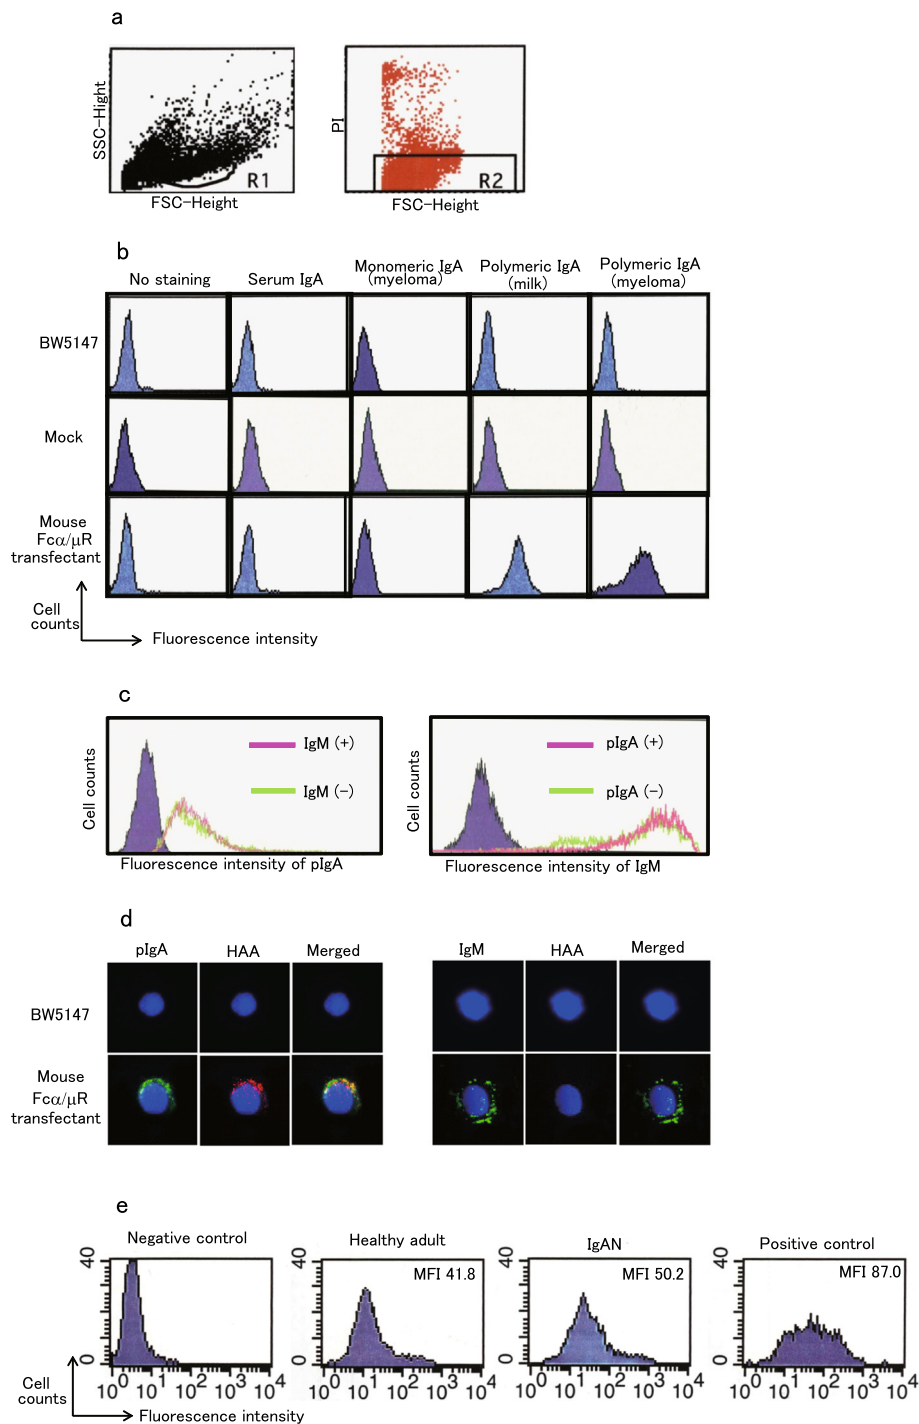 a
SSC-Hight
R1
FSC-Height
PI
R2
FSC-Height
b
No staining
Serum IgA
Monomeric IgA
(myeloma)
Polymeric IgA
(milk)
Polymeric IgA
(myeloma)
BW5147
Mock
Mouse
Fcα/μR
transfectant
Cell
counts
Fluorescence intensity
c
Cell counts
IgM (+)
IgM (-)
Fluorescence intensity of pIgA
Cell counts
pIgA (+)
pIgA (-)
Fluorescence intensity of IgM
d
pIgA
HAA
Merged
IgM
HAA
Merged
BW5147
Mouse
Fcα/μR
transfectant
e
Negative control
40
0
10⁰ 10¹ 10² 10³ 10⁴
Healthy adult
MFI 41.8
40
0
10⁰ 10¹ 10² 10³ 10⁴
IgAN
MFI 50.2
40
0
10⁰ 10¹ 10² 10³ 10⁴
Positive control
MFI 87.0
40
0
10⁰ 10¹ 10² 10³ 10⁴
Cell
counts
Fluorescence intensity